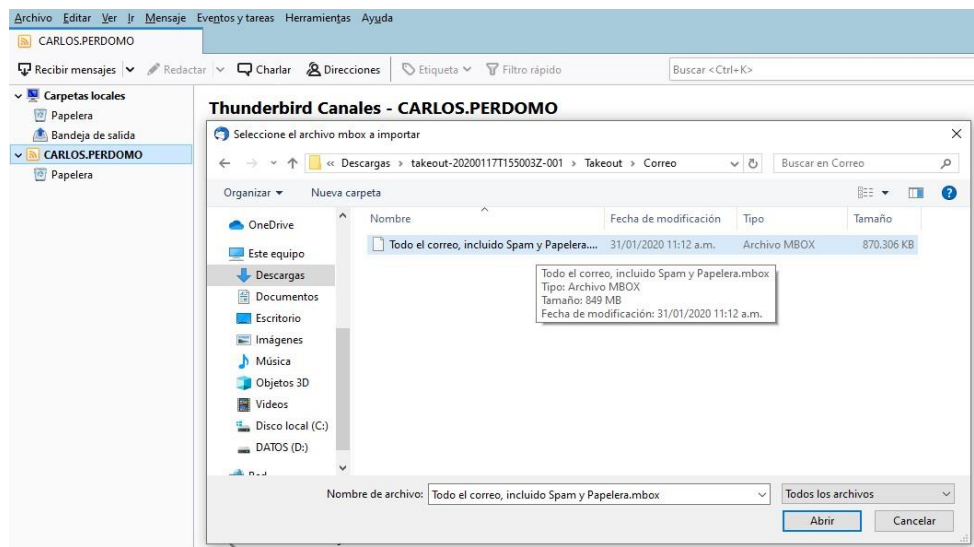 Archivo Editar Ver Ir Mensaje Eventos y tareas Herramientas Ayuda
CARLOS.PERDOMO
Recibir mensajes Redactar Charlar Direcciones Etiqueta Filtro rápido Buscar <Ctrl+K>
Carpetas locales
Papelera
Bandeja de salida
CARLOS.PERDOMO
Papelera
Thunderbird Canales - CARLOS.PERDOMO
Seleccione el archivo mbox a importar
« Descargas › takeout-20200117T155003Z-001 › Takeout › Correo
Buscar en Correo
Organizar Nueva carpeta
OneDrive
Este equipo
Descargas
Documentos
Escritorio
Imágenes
Música
Objetos 3D
Videos
Disco local (C:)
DATOS (D:)
Nombre Fecha de modificación Tipo Tamaño
Todo el correo, incluido Spam y Papelera.... 31/01/2020 11:12 a.m. Archivo MBOX 870.306 KB
Todo el correo, incluido Spam y Papelera.mbox
Tipo: Archivo MBOX
Tamaño: 849 MB
Fecha de modificación: 31/01/2020 11:12 a.m.
Nombre de archivo: Todo el correo, incluido Spam y Papelera.mbox Todos los archivos
Abrir Cancelar